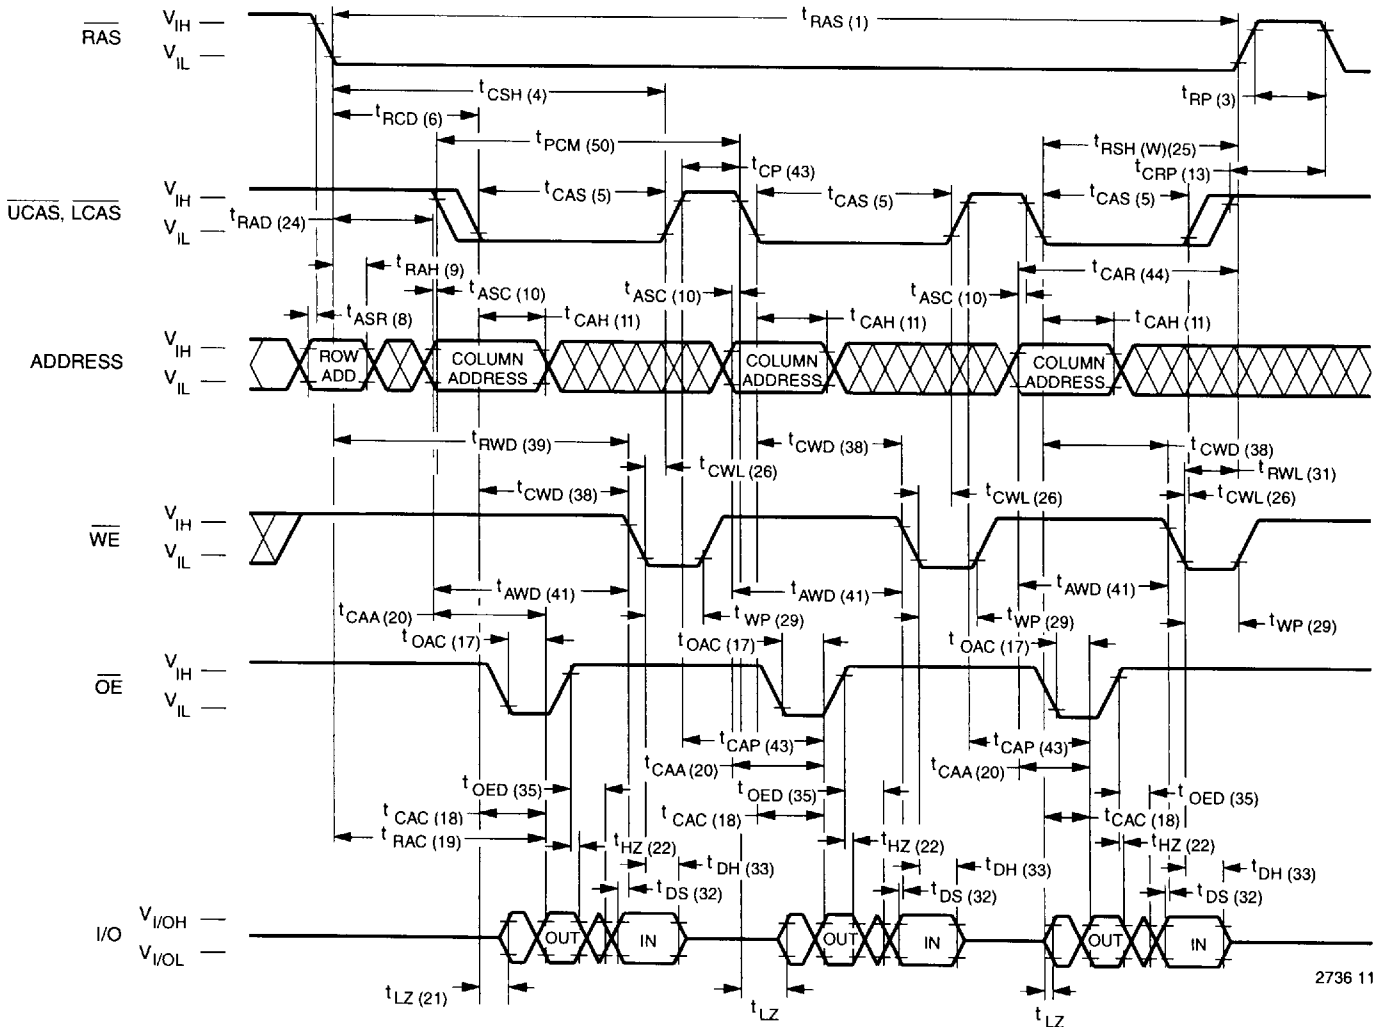 tRAS (1)
RAS
VIH
VIL
tRP (3)
tCSH (4)
tRCD (6)
tPCM (50)
tRSH (W)(25)
tCP (43)
tCRP (13)
UCAS, LCAS
VIH
VIL
tCAS (5)
tCAS (5)
tCAS (5)
tRAD (24)
tRAH (9)
tCAR (44)
tASC (10)
tASC (10)
tASC (10)
tASR (8)
tCAH (11)
tCAH (11)
tCAH (11)
ADDRESS
VIH
VIL
ROW
ADD
COLUMN
ADDRESS
COLUMN
ADDRESS
COLUMN
ADDRESS
tRWD (39)
tCWD (38)
tCWD (38)
tCWL (26)
tRWL (31)
tCWD (38)
tCWL (26)
tCWL (26)
WE
VIH
VIL
tAWD (41)
tAWD (41)
tAWD (41)
tCAA (20)
tWP (29)
tWP (29)
tWP (29)
tOAC (17)
tOAC (17)
tOAC (17)
OE
VIH
VIL
tCAP (43)
tCAP (43)
tCAA (20)
tCAA (20)
tOED (35)
tOED (35)
tOED (35)
tCAC (18)
tCAC (18)
tCAC (18)
tRAC (19)
tHZ (22)
tHZ (22)
tHZ (22)
tDH (33)
tDH (33)
tDH (33)
tDS (32)
tDS (32)
tDS (32)
I/O
VI/OH
VI/OL
OUT
IN
OUT
IN
OUT
IN
2736 11
tLZ (21)
tLZ
tLZ